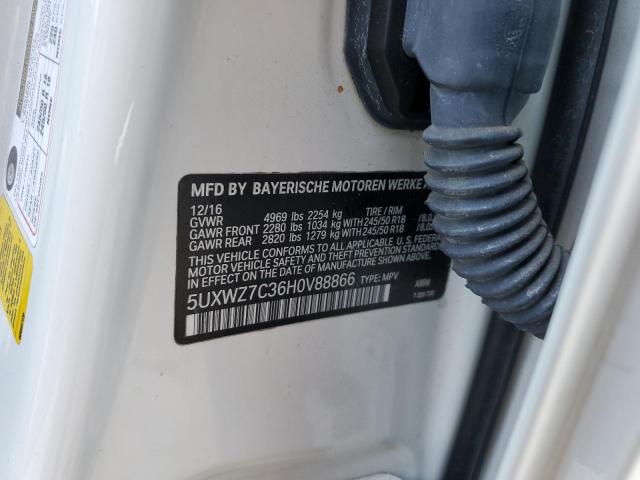 MFD BY BAYERISCHE MOTOREN WERKE
12/16
GVWR 4969 lbs 2254 kg TIRE / RIM
GAWR FRONT 2280 lbs 1034 kg WITH 245/50 R18
GAWR REAR 2820 lbs 1279 kg WITH 245/50 R18
THIS VEHICLE CONFORMS TO ALL APPLICABLE U.S. FEDERAL
MOTOR VEHICLE SAFETY AND THEFT PREVENTION
STANDARDS IN EFFECT ON THE DATE OF
MANUFACTURE SHOWN ABOVE.
5UXWZ7C36H0V88866 TYPE: MPV